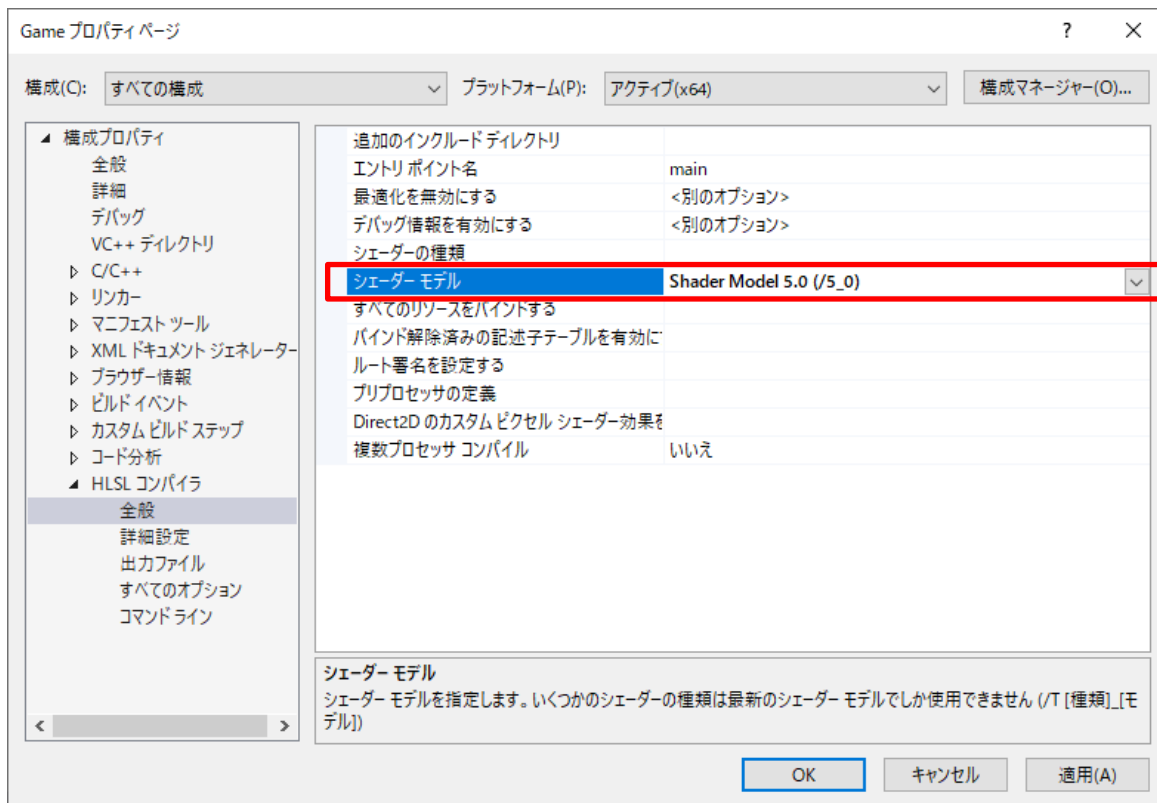 Game プロパティ ページ
構成(C): すべての構成 プラットフォーム(P): アクティブ(x64) 構成マネージャー(O)...
構成プロパティ
全般
詳細
デバッグ
VC++ ディレクトリ
C/C++
リンカー
マニフェスト ツール
XML ドキュメント ジェネレーター
ブラウザー情報
ビルド イベント
カスタム ビルド ステップ
コード分析
HLSL コンパイラ
全般
詳細設定
出力ファイル
すべてのオプション
コマンド ライン
追加のインクルード ディレクトリ
エントリ ポイント名 main
最適化を無効にする <別のオプション>
デバッグ情報を有効にする <別のオプション>
シェーダーの種類
シェーダー モデル Shader Model 5.0 (/5_0)
すべてのリソースをバインドする
バインド解除済みの記述子テーブルを有効に
ルート署名を設定する
プリプロセッサの定義
Direct2D のカスタム ピクセル シェーダー効果を
複数プロセッサ コンパイル いいえ
シェーダー モデル
シェーダー モデルを指定します。いくつかのシェーダーの種類は最新のシェーダー モデルでしか使用できません (/T [種類]_[モ
デル])
OK キャンセル 適用(A)